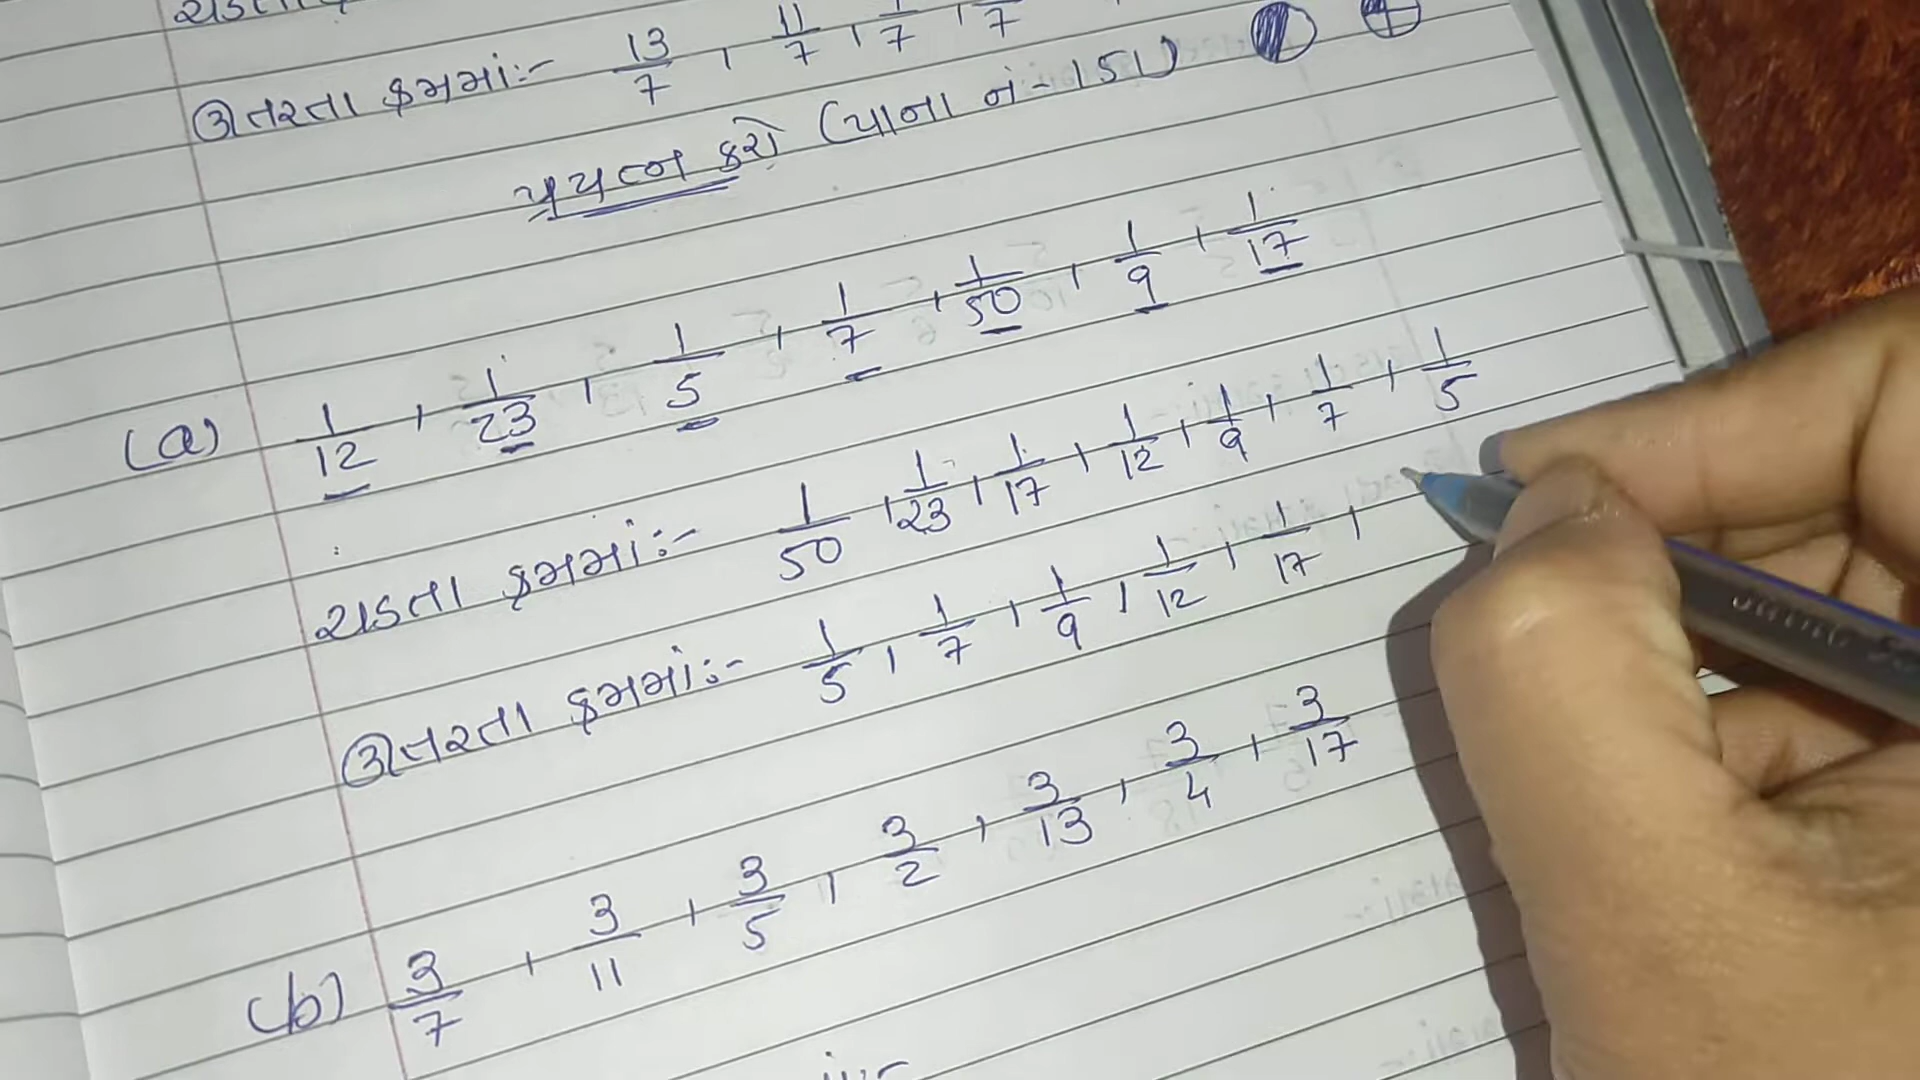 ઊતરતા ક્રમમાં:- 13/7 , 11/7 , /7 , /7
પ્રયત્ન કરો (પાના નં- 151)
(a) 1/12 , 1/23 , 1/5 , 1/7 , 1/50 , 1/9 , 1/17
ચડતા ક્રમમાં:- 1/50 , 1/23 , 1/17 , 1/12 , 1/9 , 1/7 , 1/5
ઊતરતા ક્રમમાં:- 1/5 , 1/7 , 1/9 , 1/12 , 1/17 ,
(b) 3/7 , 3/11 , 3/5 , 3/2 , 3/13 , 3/4 , 3/17